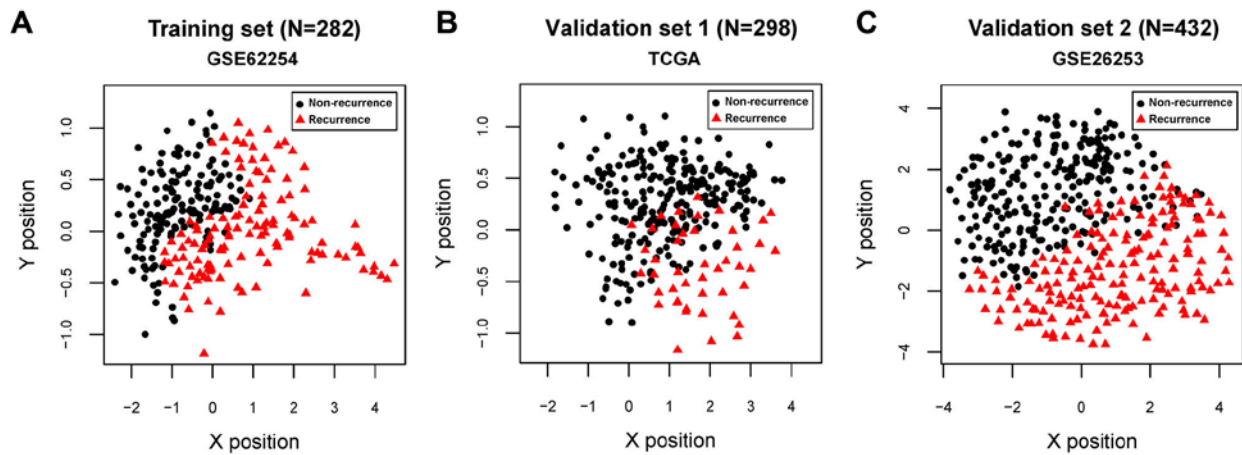 A Training set (N=282)
GSE62254
Non-recurrence
Recurrence
1.0
0.5
0.0
−0.5
−1.0
Y position
−2 −1 0 1 2 3 4
X position
B Validation set 1 (N=298)
TCGA
Non-recurrence
Recurrence
1.0
0.5
0.0
−0.5
−1.0
Y position
−2 −1 0 1 2 3 4
X position
C Validation set 2 (N=432)
GSE26253
Non-recurrence
Recurrence
4
2
0
−2
−4
Y position
−4 −2 0 2 4
X position